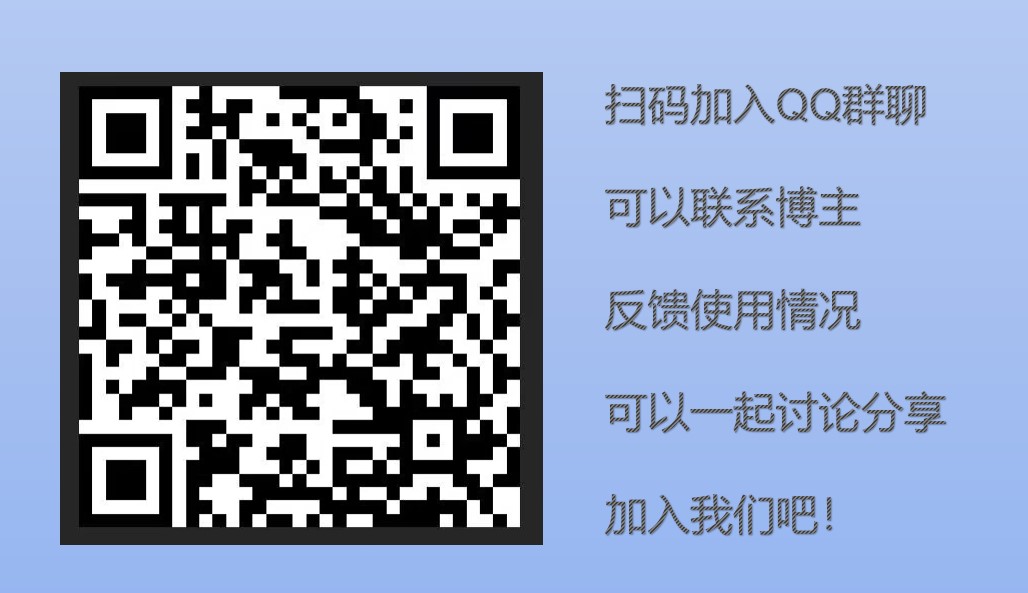 扫码加入QQ群聊
可以联系博主
反馈使用情况
可以一起讨论分享
加入我们吧！